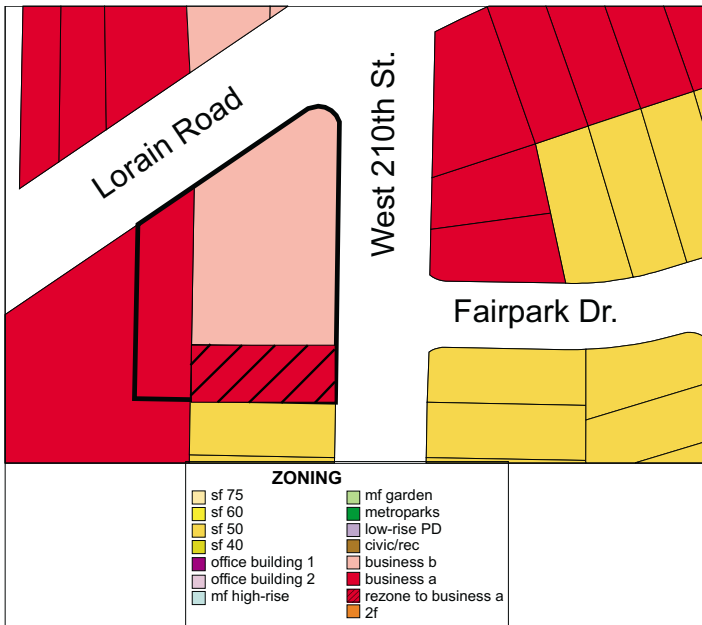 Lorain Road
West 210th St.
Fairpark Dr.
ZONING
sf 75
sf 60
sf 50
sf 40
office building 1
office building 2
mf high-rise
mf garden
metroparks
low-rise PD
civic/rec
business b
business a
rezone to business a
2f